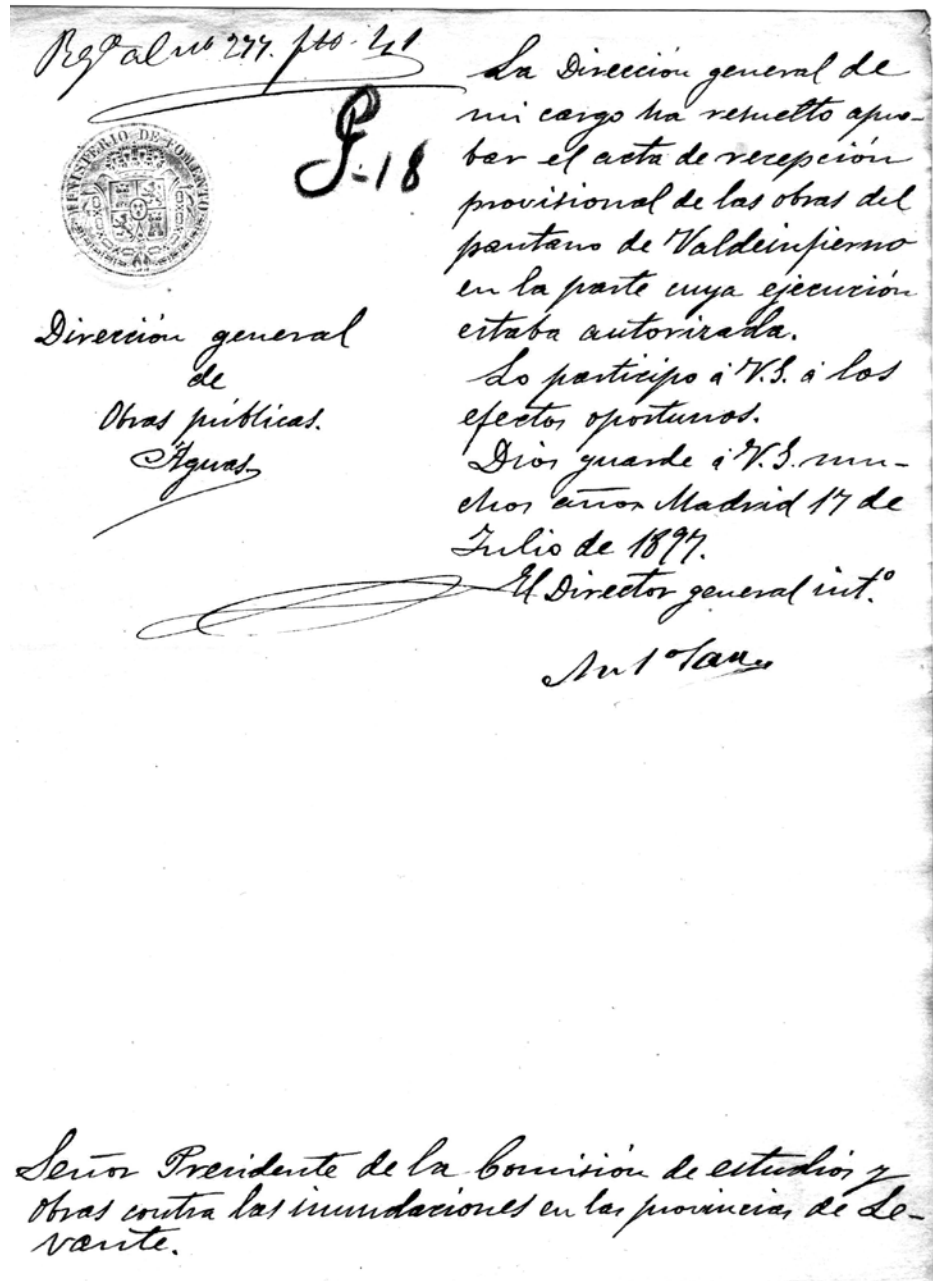 Regº al nº 277. fto. 41
P-18
MINISTERIO DE FOMENTO
Dirección general
de
Obras públicas.
Aguas
La Dirección general de
mi cargo ha resuelto apro-
bar el acta de recepción
provisional de las obras del
pantano de Valdeinfierno
en la parte cuya ejecución
estaba autorizada.
Lo participo á V.S. á los
efectos oportunos.
Dios guarde á V.S. mu-
chos años Madrid 17 de
Julio de 1897.
El Director general intº
Señor Presidente de la Comisión de estudios y
obras contra las inundaciones en las provincias de Le-
vante.